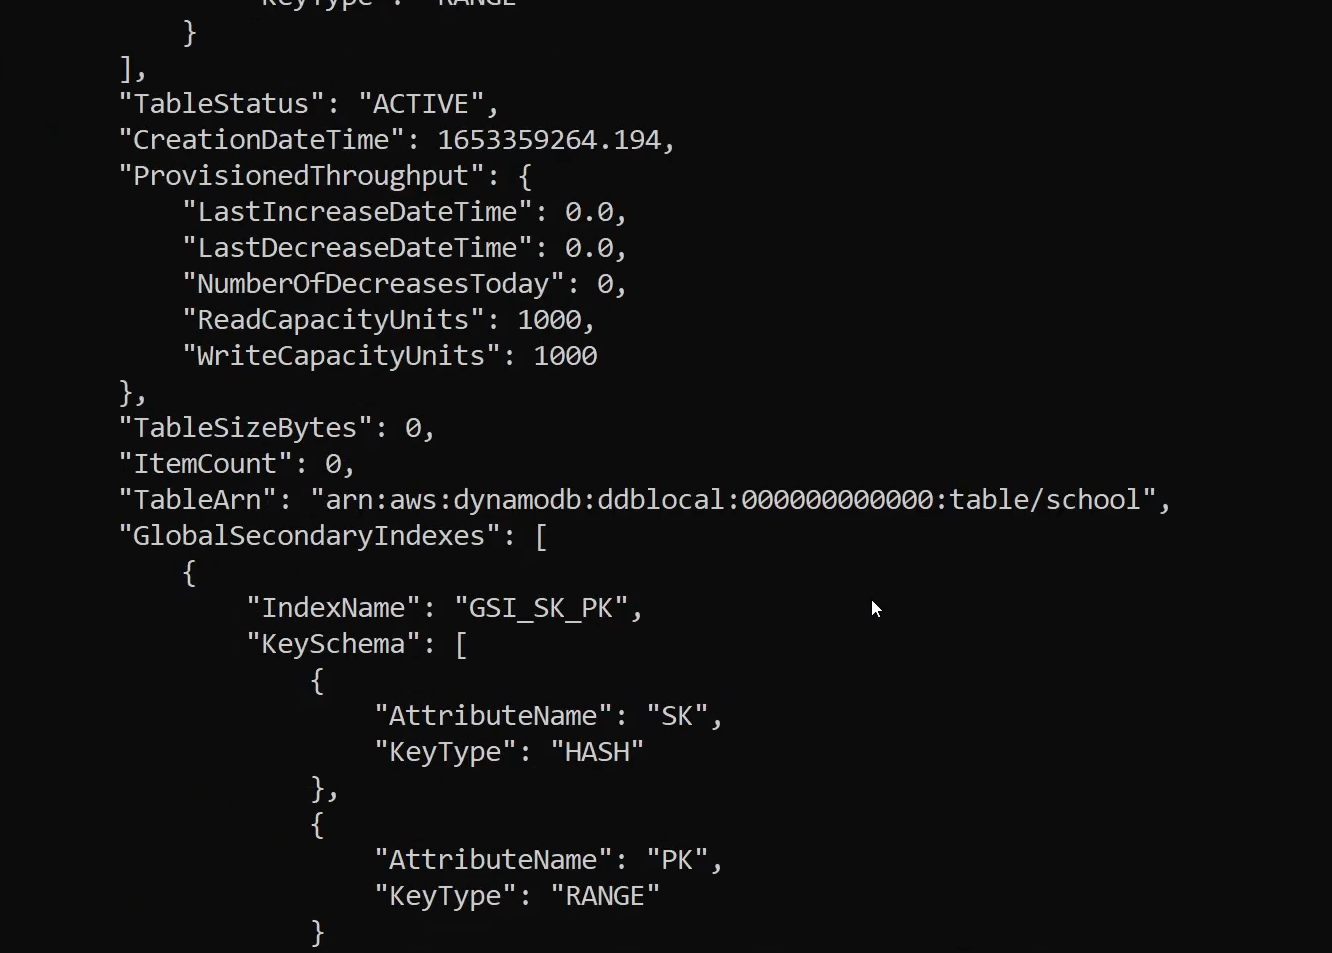 "KeyType": "RANGE"
}
],
"TableStatus": "ACTIVE",
"CreationDateTime": 1653359264.194,
"ProvisionedThroughput": {
"LastIncreaseDateTime": 0.0,
"LastDecreaseDateTime": 0.0,
"NumberOfDecreasesToday": 0,
"ReadCapacityUnits": 1000,
"WriteCapacityUnits": 1000
},
"TableSizeBytes": 0,
"ItemCount": 0,
"TableArn": "arn:aws:dynamodb:ddblocal:000000000000:table/school",
"GlobalSecondaryIndexes": [
{
"IndexName": "GSI_SK_PK",
"KeySchema": [
{
"AttributeName": "SK",
"KeyType": "HASH"
},
{
"AttributeName": "PK",
"KeyType": "RANGE"
}